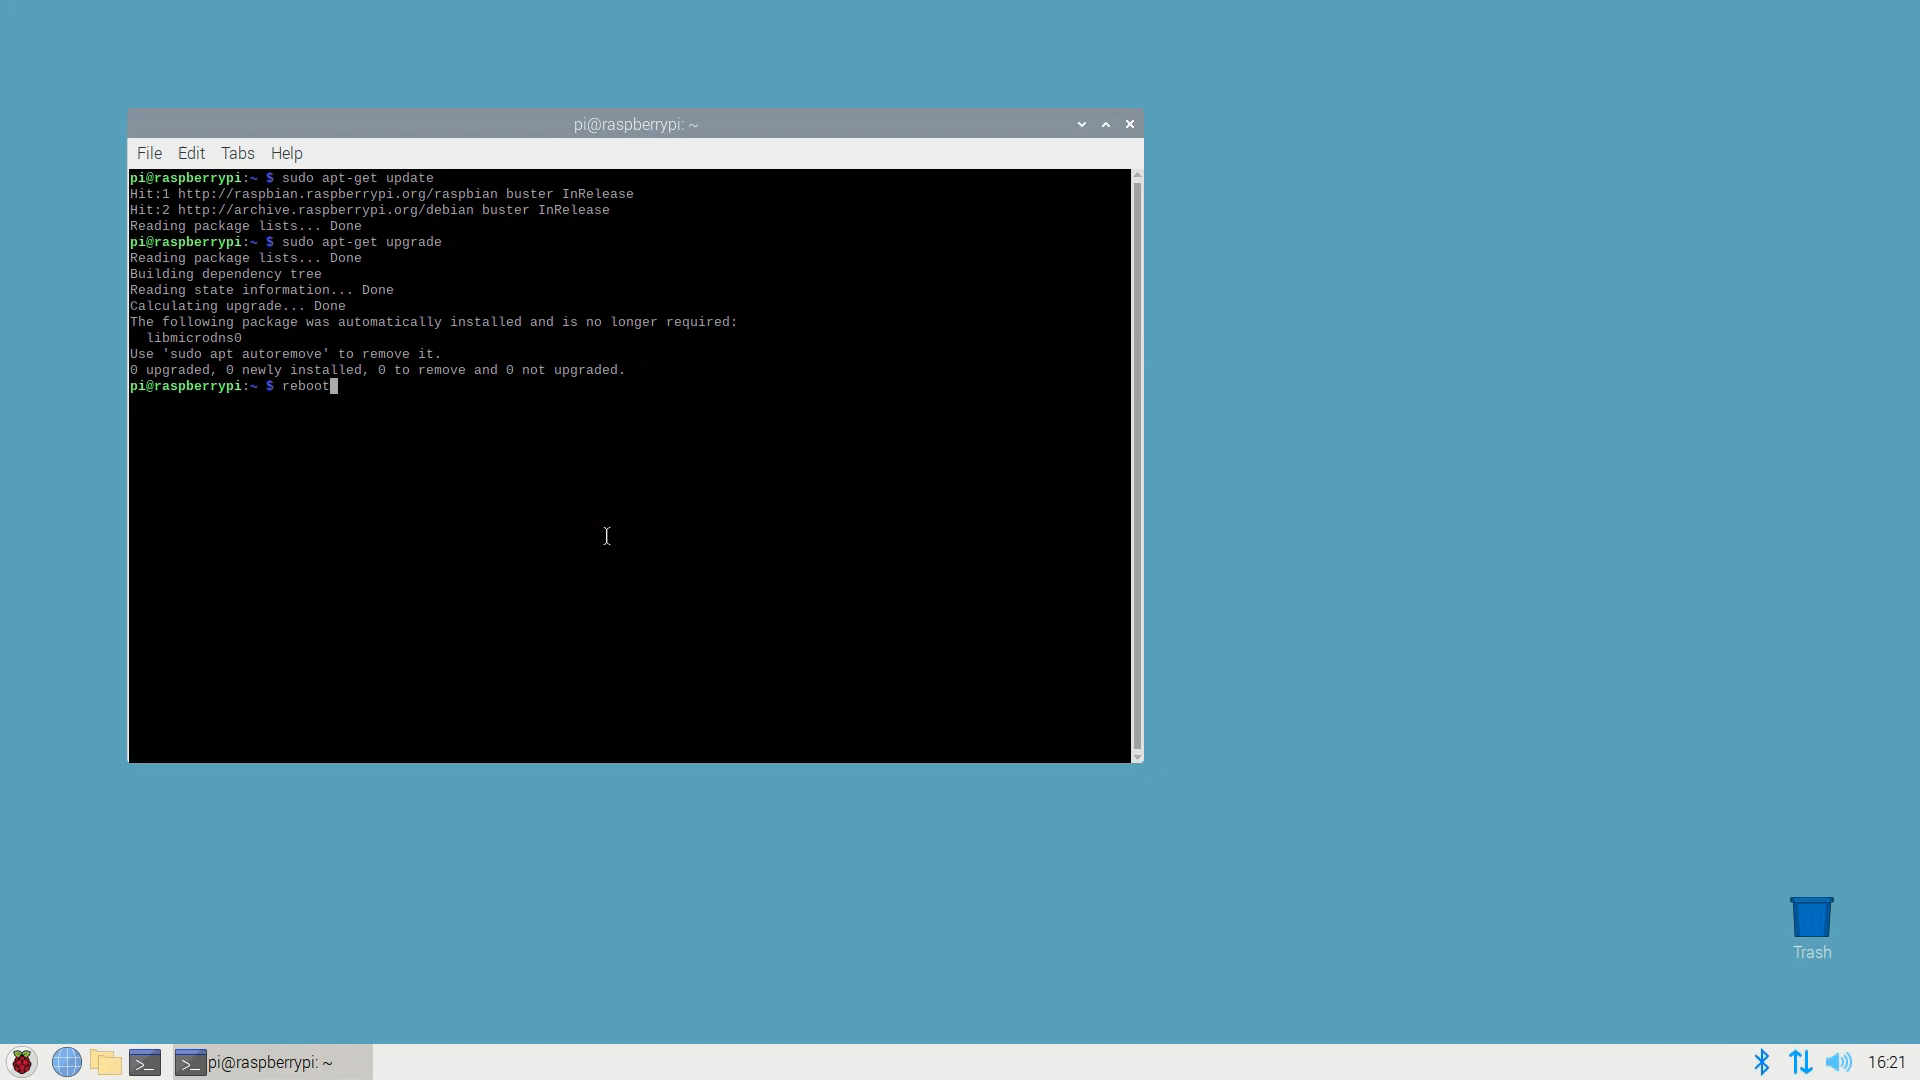 pi@raspberrypi: ~
File Edit Tabs Help
pi@raspberrypi:~ $ sudo apt-get update
Hit:1 http://raspbian.raspberrypi.org/raspbian buster InRelease
Hit:2 http://archive.raspberrypi.org/debian buster InRelease
Reading package lists... Done
pi@raspberrypi:~ $ sudo apt-get upgrade
Reading package lists... Done
Building dependency tree
Reading state information... Done
Calculating upgrade... Done
The following package was automatically installed and is no longer required:
  libmicrodns0
Use 'sudo apt autoremove' to remove it.
0 upgraded, 0 newly installed, 0 to remove and 0 not upgraded.
pi@raspberrypi:~ $ reboot
Trash
>_ >_ pi@raspberrypi: ~ 16:21